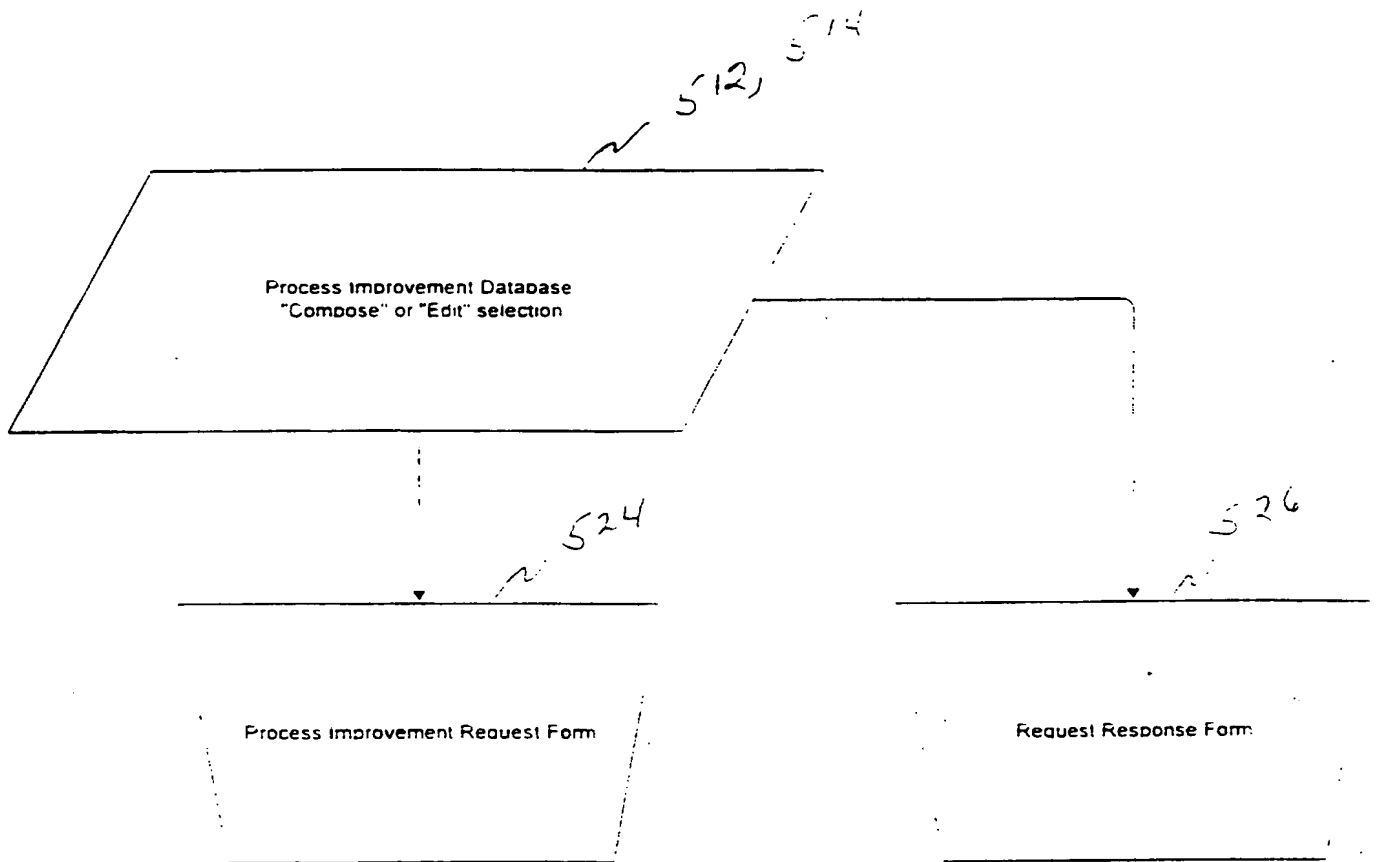 512, 514
Process Improvement Database
"Compose" or "Edit" selection
524
526
Process Improvement Request Form
Request Response Form